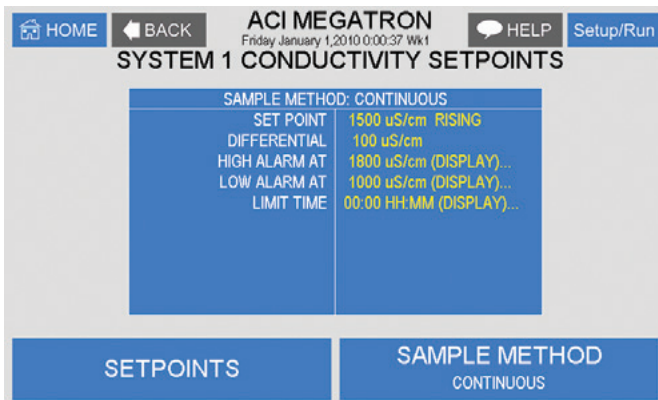 HOME
BACK
ACI MEGATRON
Friday January 1,2010 0:00:37 Wk1
HELP
Setup/Run
SYSTEM 1 CONDUCTIVITY SETPOINTS
SAMPLE METHOD: CONTINUOUS
SET POINT 1500 uS/cm RISING
DIFFERENTIAL 100 uS/cm
HIGH ALARM AT 1800 uS/cm (DISPLAY)...
LOW ALARM AT 1000 uS/cm (DISPLAY)...
LIMIT TIME 00:00 HH:MM (DISPLAY)...
SETPOINTS
SAMPLE METHOD
CONTINUOUS